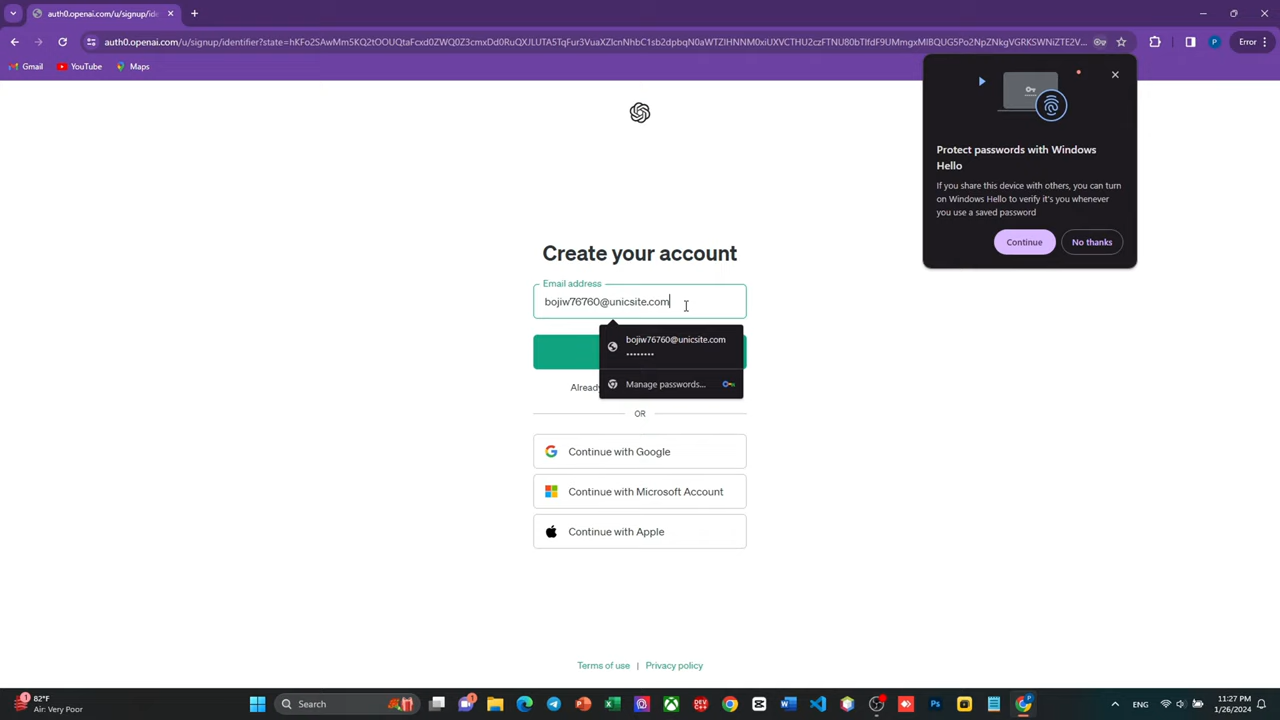 auth0.openai.com/u/signup/ide
auth0.openai.com/u/signup/identifier?state=
Error
Gmail
YouTube
Maps
Protect passwords with Windows
Hello
If you share this device with others, you can turn
on Windows Hello to verify it's you whenever
you use a saved password
Continue
No thanks
Create your account
Email address
bojiw76760@unicsite.com
bojiw76760@unicsite.com
••••••••
Manage passwords...
Already
OR
Continue with Google
Continue with Microsoft Account
Continue with Apple
Terms of use | Privacy policy
1
82°F
Air: Very Poor
Search
1
ENG
11:27 PM
1/26/2024